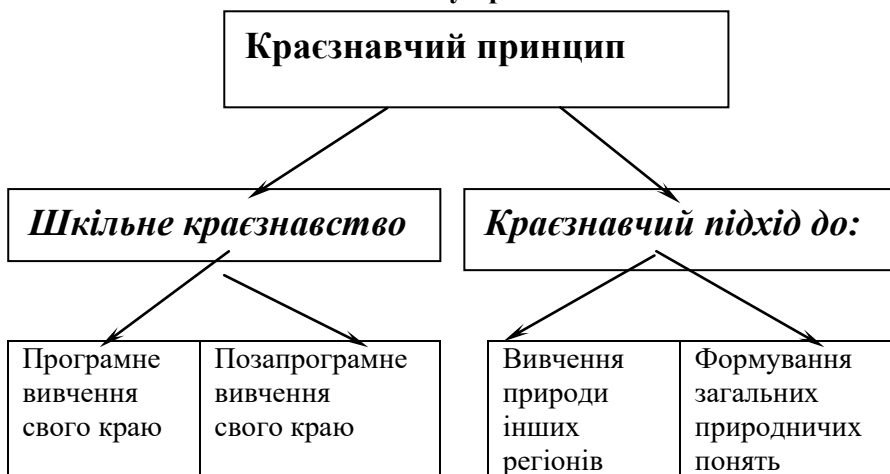 Краєзнавчий принцип
Шкільне краєзнавство
Краєзнавчий підхід до:
Програмне
вивчення
свого краю
Позапрограмне
вивчення
свого краю
Вивчення
природи
інших
регіонів
Формування
загальних
природничих
понять